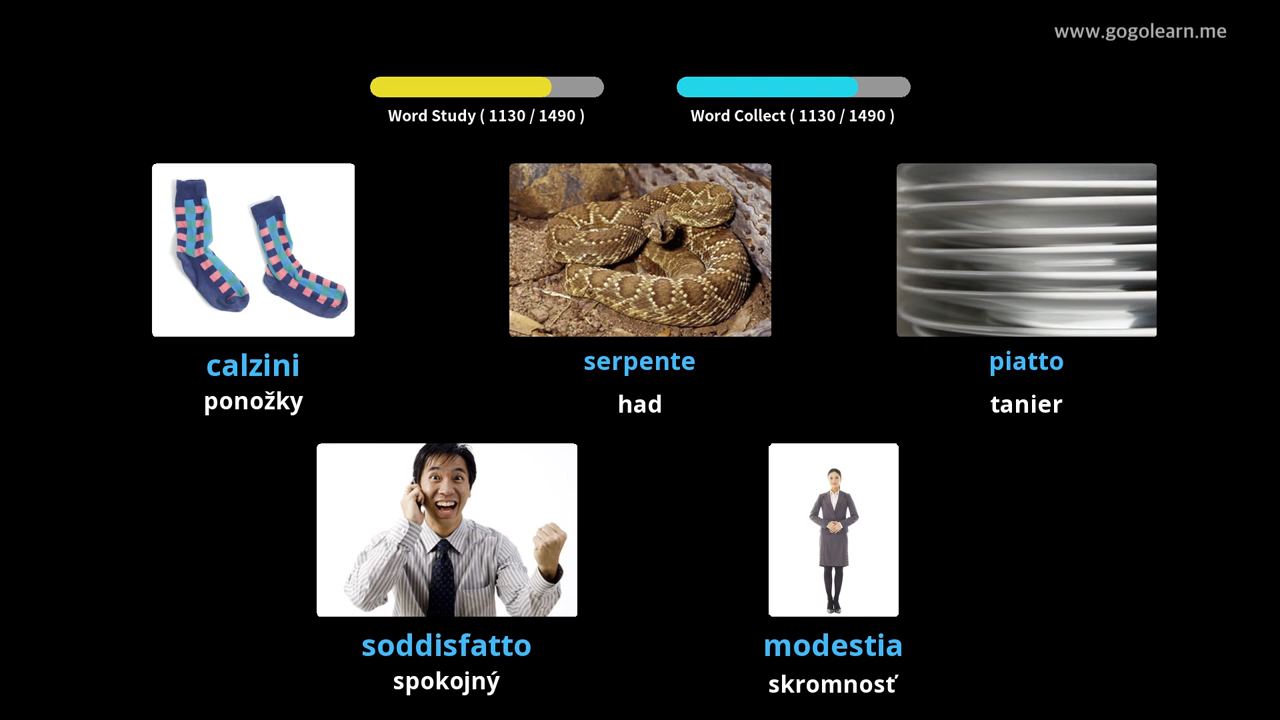 www.gogolearn.me
Word Study ( 1130 / 1490 )
Word Collect ( 1130 / 1490 )
calzini
ponožky
serpente
had
piatto
tanier
soddisfatto
spokojný
modestia
skromnosť